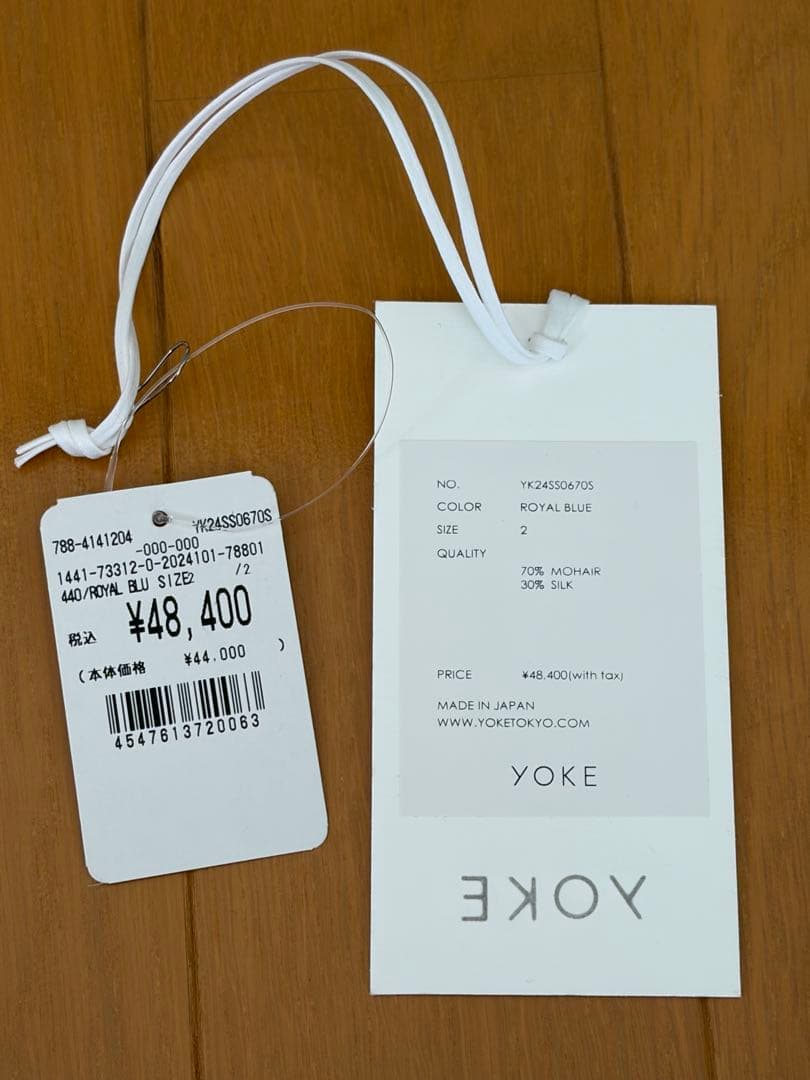 788-4141204 YK24SS0670S
-000-000
1441-73312-0-2024101-78801
440/ROYAL BLU SIZE2 /2
税込 ¥48,400
(本体価格 ¥44,000 )
4547613720063
NO. YK24SS0670S
COLOR ROYAL BLUE
SIZE 2
QUALITY
70% MOHAIR
30% SILK
PRICE ¥48,400(with tax)
MADE IN JAPAN
WWW.YOKETOKYO.COM
YOKE
YOKE